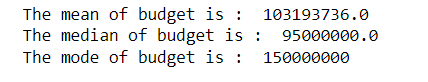 The mean of budget is :  103193736.0
The median of budget is :  95000000.0
The mode of budget is :  150000000